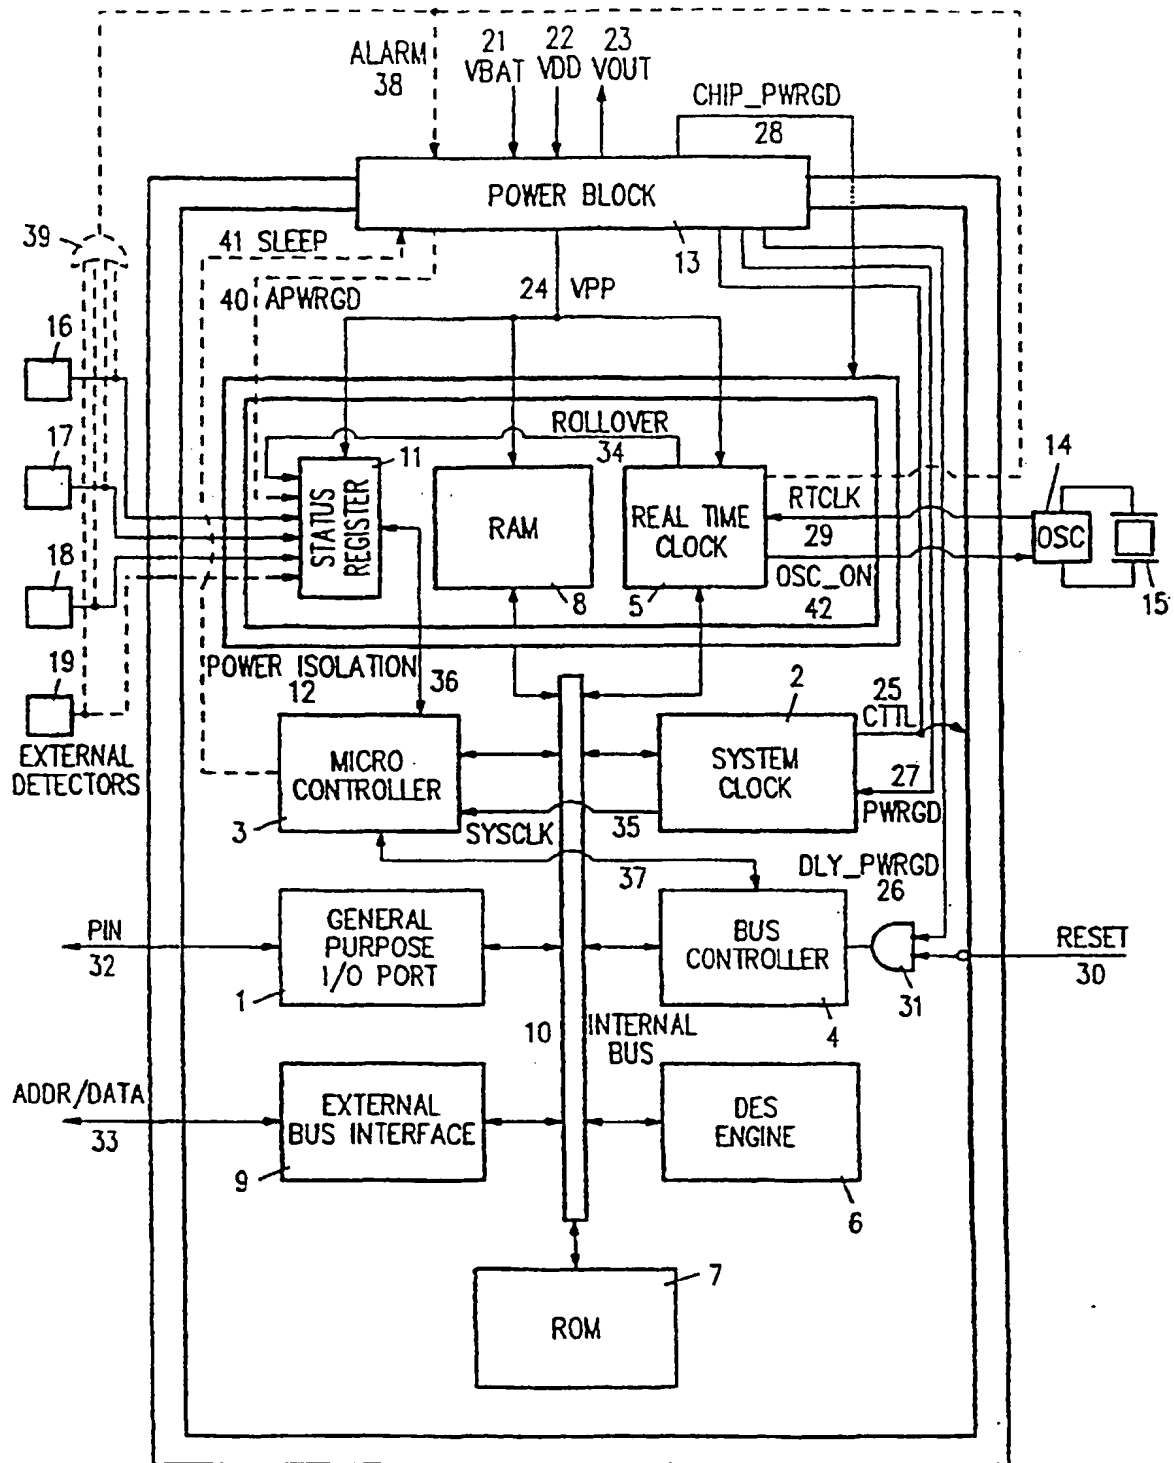 ALARM
38
21
VBAT
22
VDD
23
VOUT
CHIP_PWRGD
28
POWER BLOCK
13
39
41 SLEEP
40 APWRGD
24 VPP
16
17
18
19
EXTERNAL
DETECTORS
ROLLOVER
34
11
STATUS
REGISTER
RAM
8
REAL TIME
CLOCK
5
RTCLK
29
OSC_ON
42
14
OSC
15
POWER ISOLATION
12
36
2
25
CTTL
MICRO
CONTROLLER
3
SYSTEM
CLOCK
27
PWRGD
SYSCLK
35
37
DLY_PWRGD
26
PIN
32
GENERAL
PURPOSE
I/O PORT
1
BUS
CONTROLLER
4
31
RESET
30
10
INTERNAL
BUS
ADDR/DATA
33
EXTERNAL
BUS INTERFACE
9
DES
ENGINE
6
7
ROM